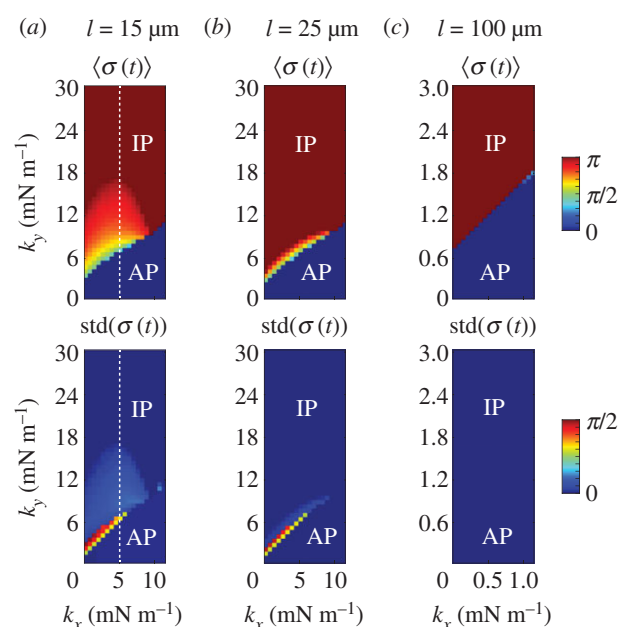 (a) l = 15 µm (b) l = 25 µm (c) l = 100 µm
⟨σ(t)⟩ ⟨σ(t)⟩ ⟨σ(t)⟩
30 30 3.0
24 24 2.4
IP IP IP
18 18 1.8
π
π/2
0
k_y (mN m⁻¹)
12 12 1.2
6 6 0.6
AP AP AP
0 0 0
std(σ(t)) std(σ(t)) std(σ(t))
30 30 3.0
24 24 2.4
IP IP IP
18 18 1.8
π/2
0
k_y (mN m⁻¹)
12 12 1.2
6 6 0.6
AP AP AP
0 5 10 0 5 10 0 0.5 1.0
k_x (mN m⁻¹) k_x (mN m⁻¹) k_x (mN m⁻¹)